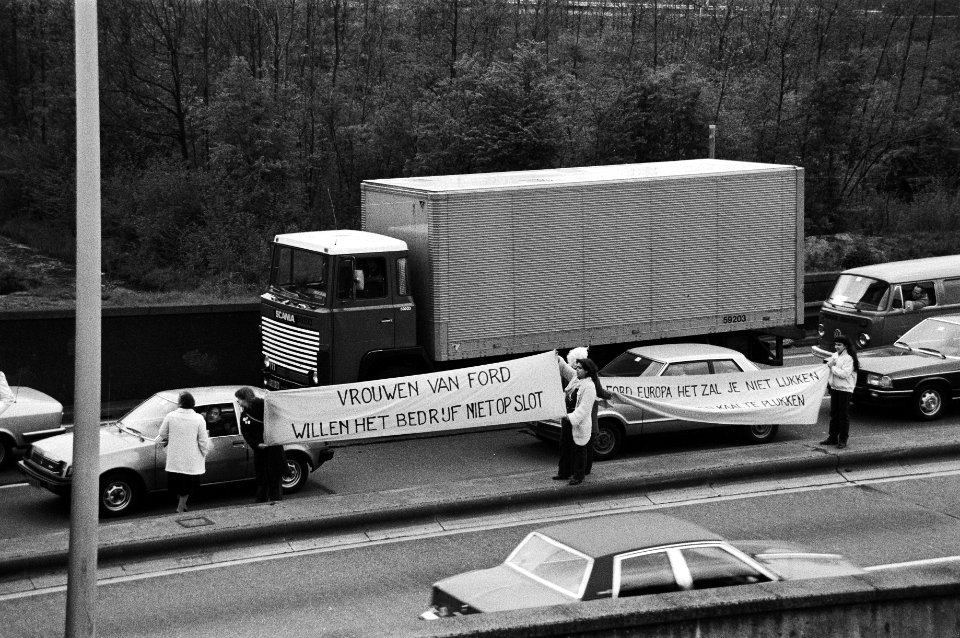 59203
SCANIA
VROUWEN VAN FORD
WILLEN HET BEDRIJF NIET OP SLOT
FORD EUROPA HET ZAL JE NIET LUKKEN
KAAL TE PLUKKEN